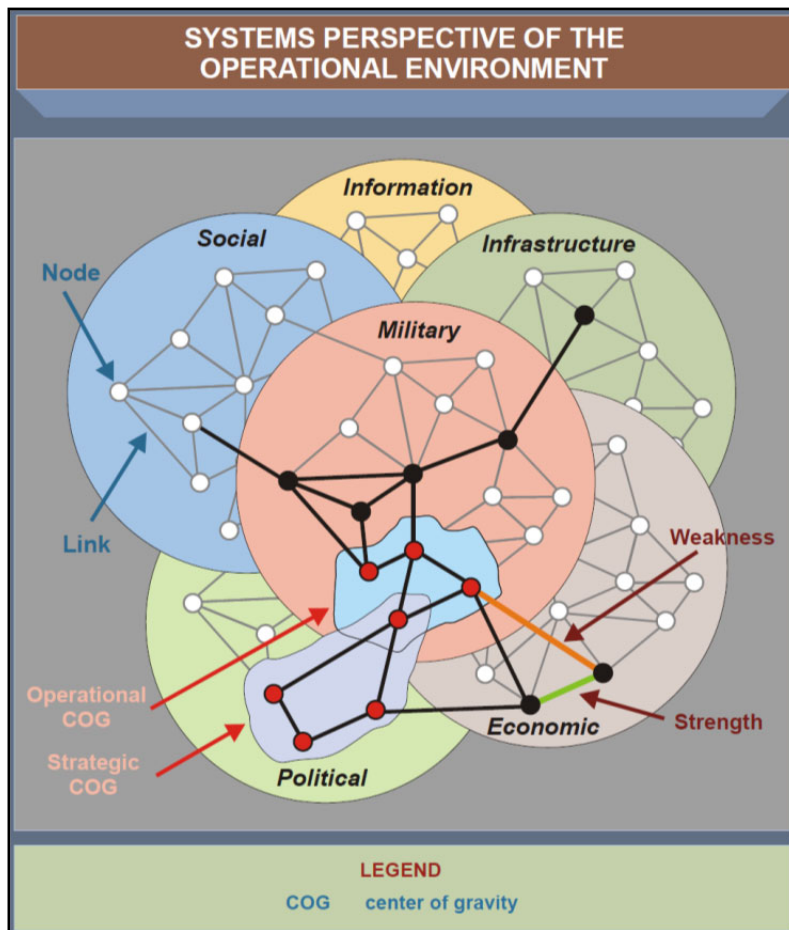 SYSTEMS PERSPECTIVE OF THE
OPERATIONAL ENVIRONMENT
Information
Social
Infrastructure
Node
Military
Link
Weakness
Operational
COG
Strategic
COG
Economic
Strength
Political
LEGEND
COG center of gravity